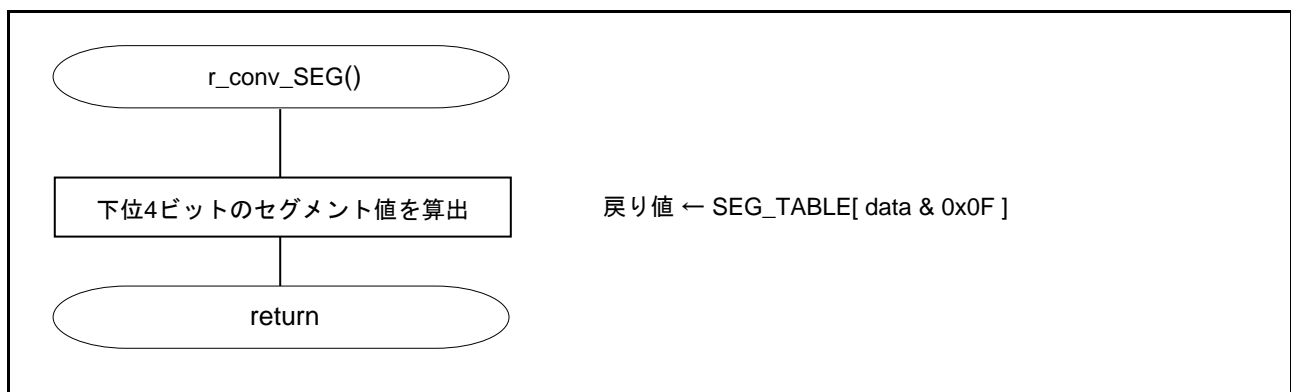 r_conv_SEG()
下位4ビットのセグメント値を算出
戻り値 ← SEG_TABLE[ data & 0x0F ]
return